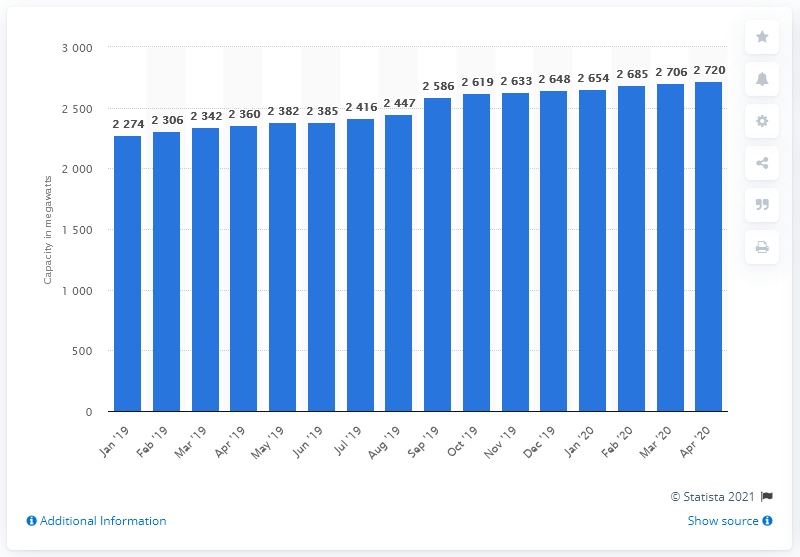 3 000
2 500
2 000
1 500
1 000
500
0
Capacity in megawatts
2 274
2 306
2 342
2 360
2 382
2 385
2 416
2 447
2 586
2 619
2 633
2 648
2 654
2 685
2 706
2 720
Jan '19
Feb '19
Mar '19
Apr '19
May '19
Jun '19
Jul '19
Aug '19
Sep '19
Oct '19
Nov '19
Dec '19
Jan '20
Feb '20
Mar '20
Apr '20
© Statista 2021
Additional Information
Show source